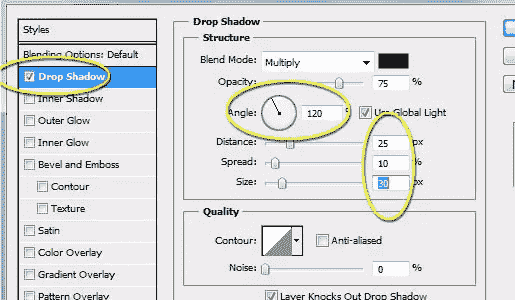 Styles
Blending Options: Default
Drop Shadow
Inner Shadow
Outer Glow
Inner Glow
Bevel and Emboss
Contour
Texture
Satin
Color Overlay
Gradient Overlay
Pattern Overlay
Drop Shadow
Structure
Blend Mode: Multiply
Opacity: 75 %
Angle: 120 ° Use Global Light
Distance: 25 px
Spread: 10 %
Size: 30 px
Quality
Contour: Anti-aliased
Noise: 0 %
Layer Knocks Out Drop Shadow